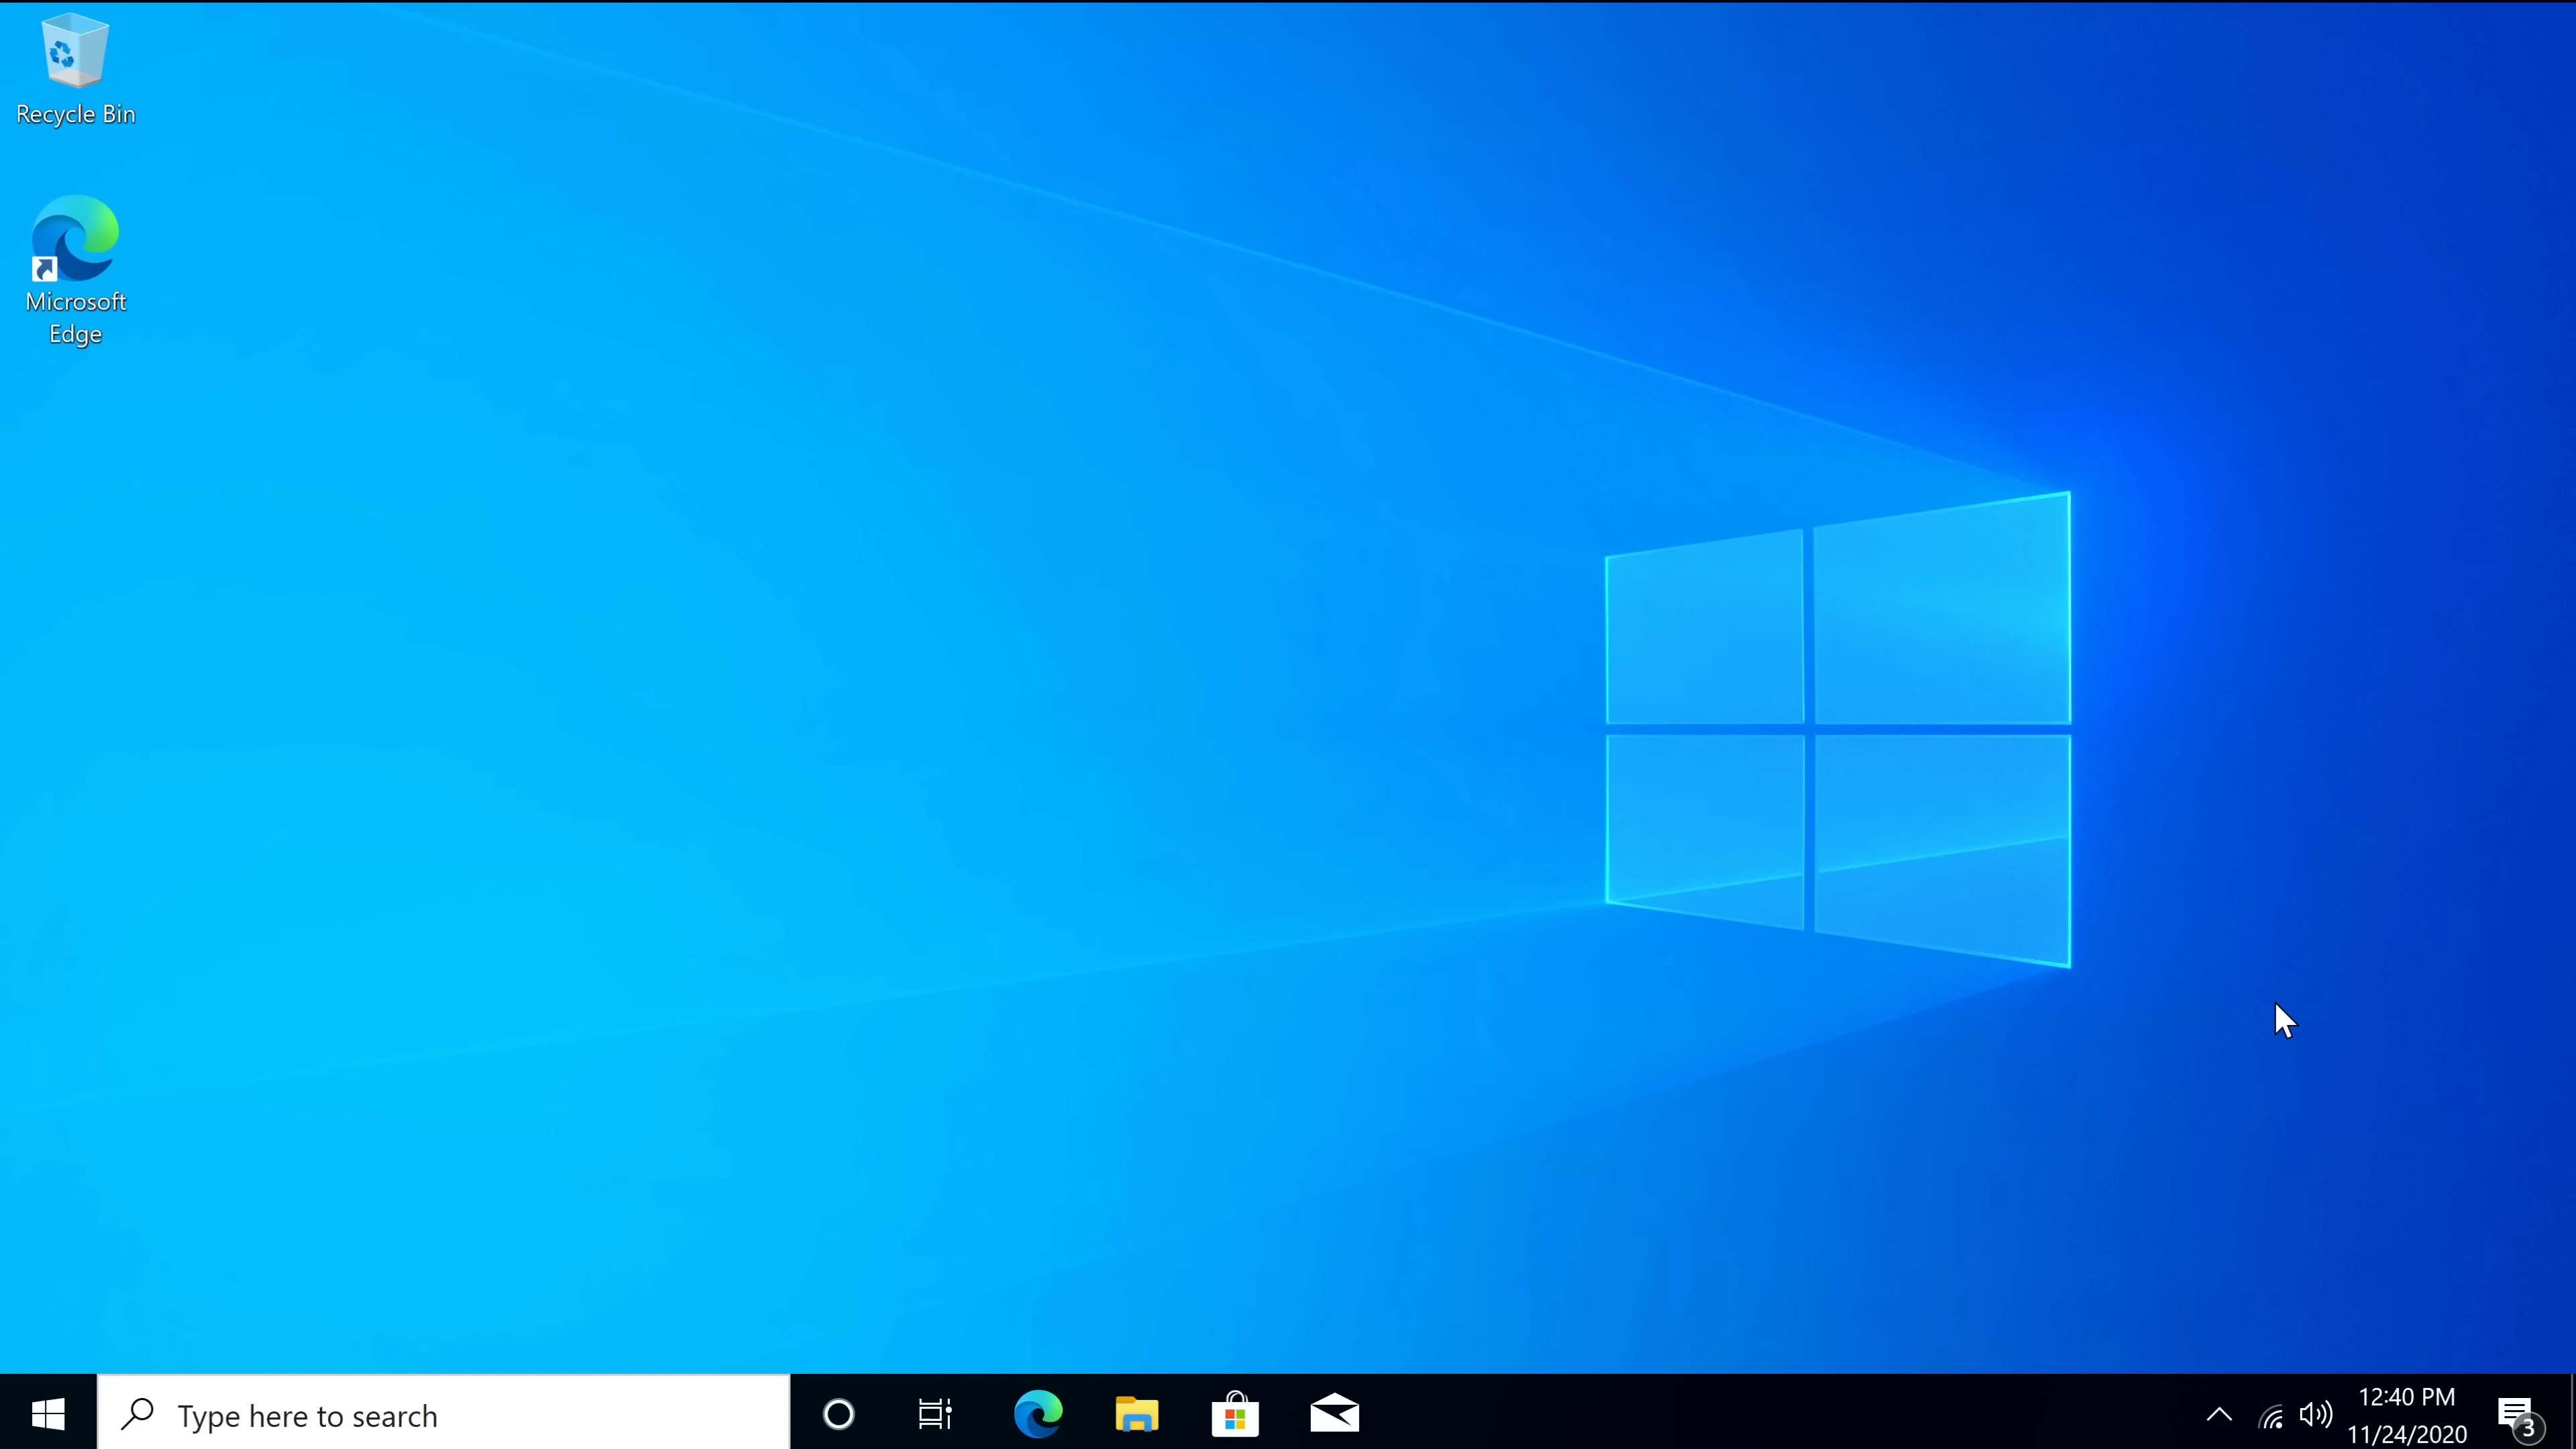 Recycle Bin
Microsoft
Edge
Type here to search
12:40 PM
11/24/2020
3